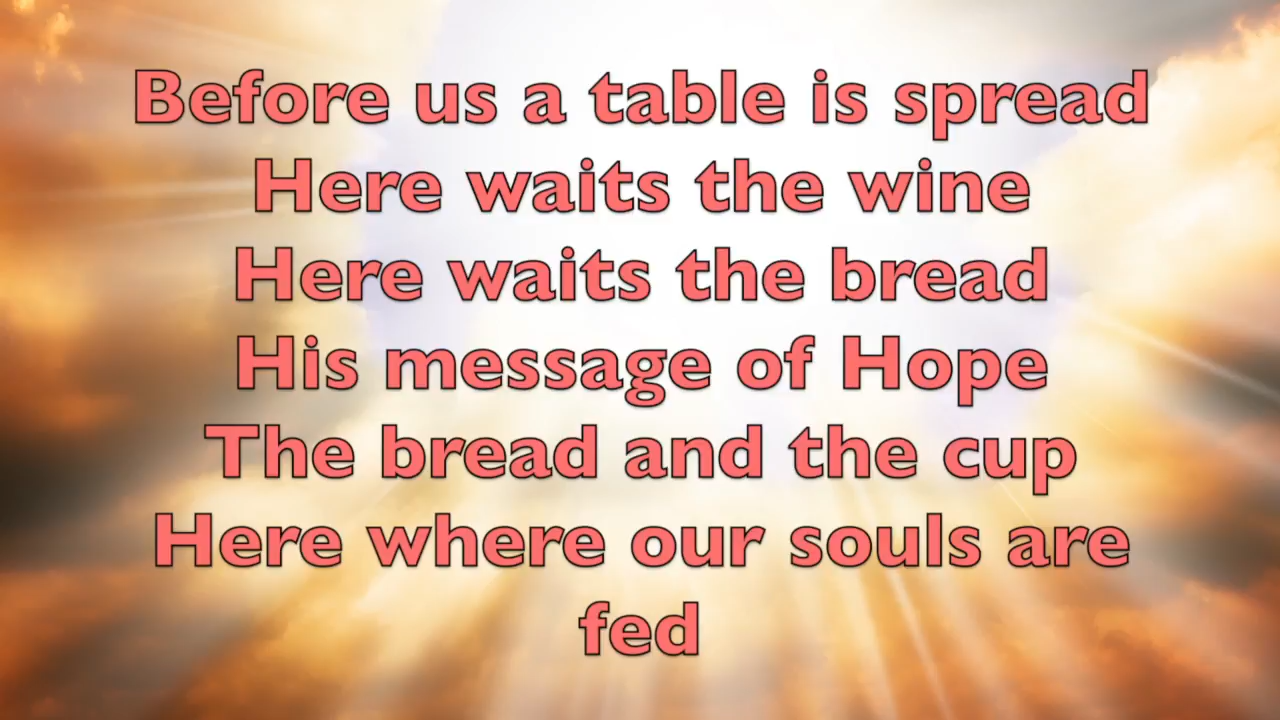 Before us a table is spread
Here waits the wine
Here waits the bread
His message of Hope
The bread and the cup
Here where our souls are
fed